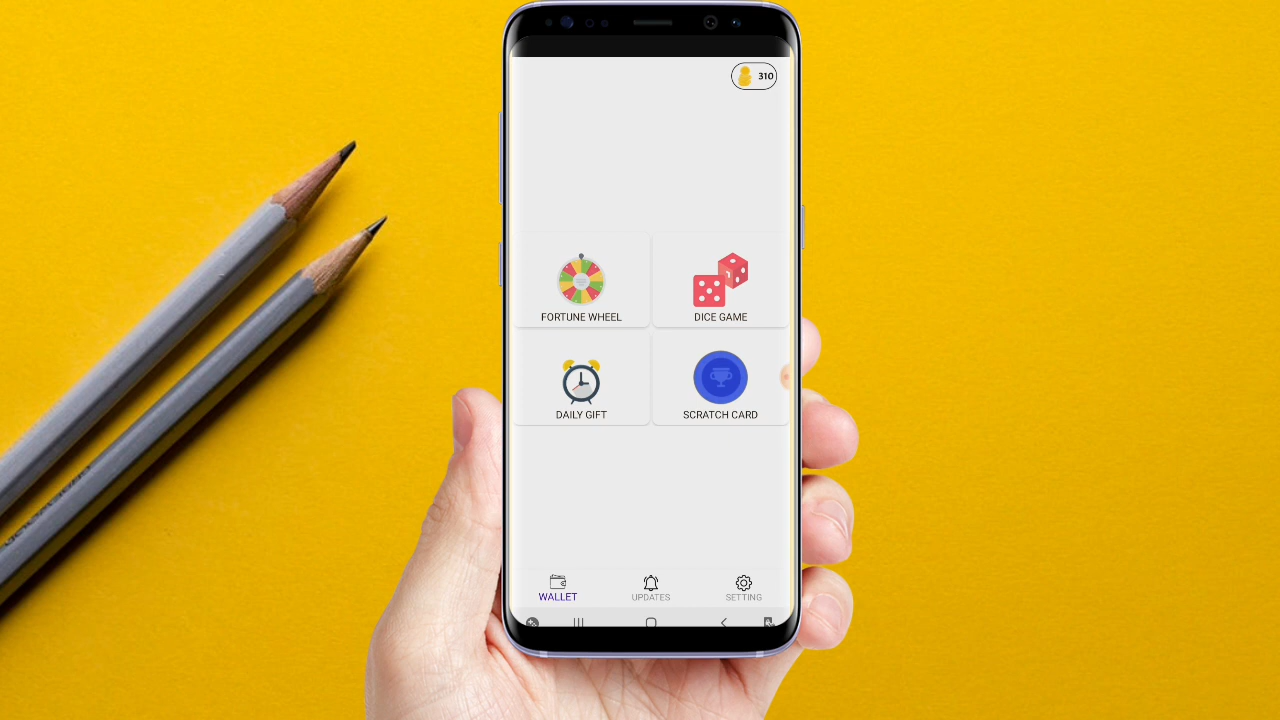 310
FORTUNE WHEEL
DICE GAME
DAILY GIFT
SCRATCH CARD
WALLET
UPDATES
SETTING